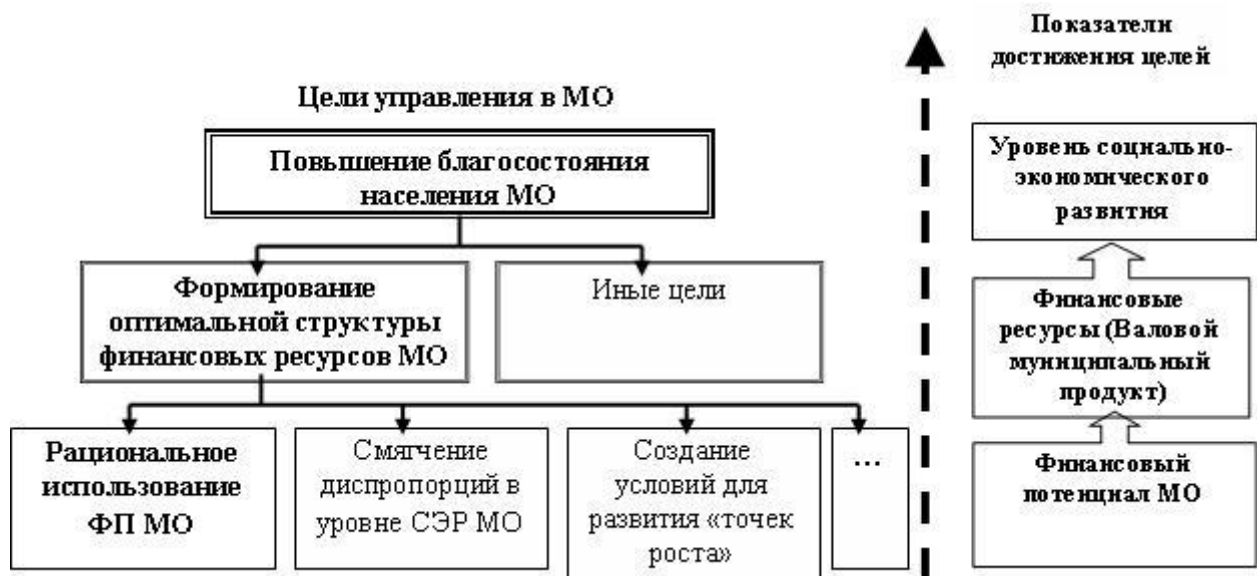 Показатели
достижения целей
Цели управления в МО
Повышение благосостояния
населения МО
Формирование
оптимальной структуры
финансовых ресурсов МО
Иные цели
Рациональное
использование
ФП МО
Смягчение
диспропорций в
уровне СЭР МО
Создание
условий для
развития «точек
роста»
...
Уровень социально-
экономического
развития
Финансовые
ресурсы (Валовой
муниципальный
продукт)
Финансовый
потенциал МО